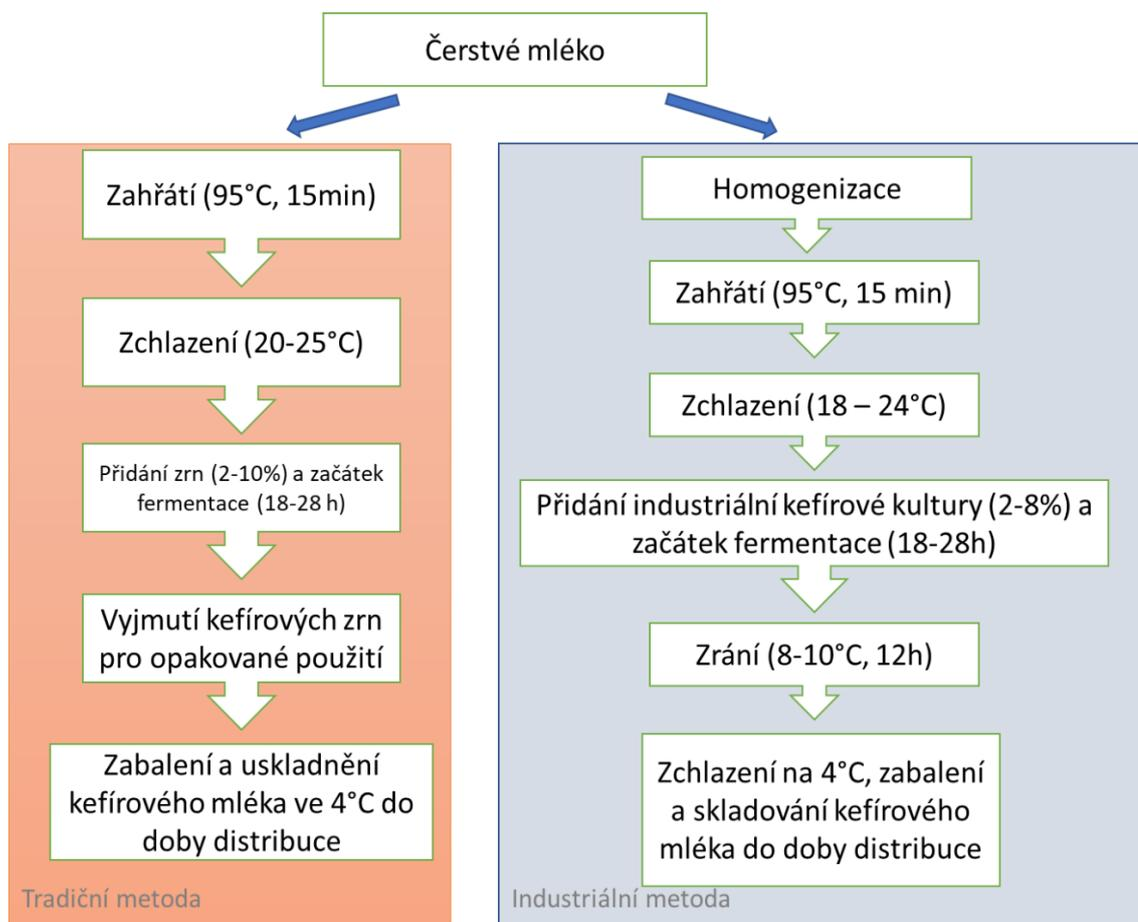 Čerstvé mléko
Zahřátí (95°C, 15min)
Zchlazení (20-25°C)
Přidání zrn (2-10%) a začátek
fermentace (18-28 h)
Vyjmutí kefírových zrn
pro opakované použití
Zabalení a uskladnění
kefírového mléka ve 4°C do
doby distribuce
Tradiční metoda
Homogenizace
Zahřátí (95°C, 15 min)
Zchlazení (18 – 24°C)
Přidání industriální kefírové kultury (2-8%) a
začátek fermentace (18-28h)
Zrání (8-10°C, 12h)
Zchlazení na 4°C, zabalení
a skladování kefírového
mléka do doby distribuce
Industriální metoda